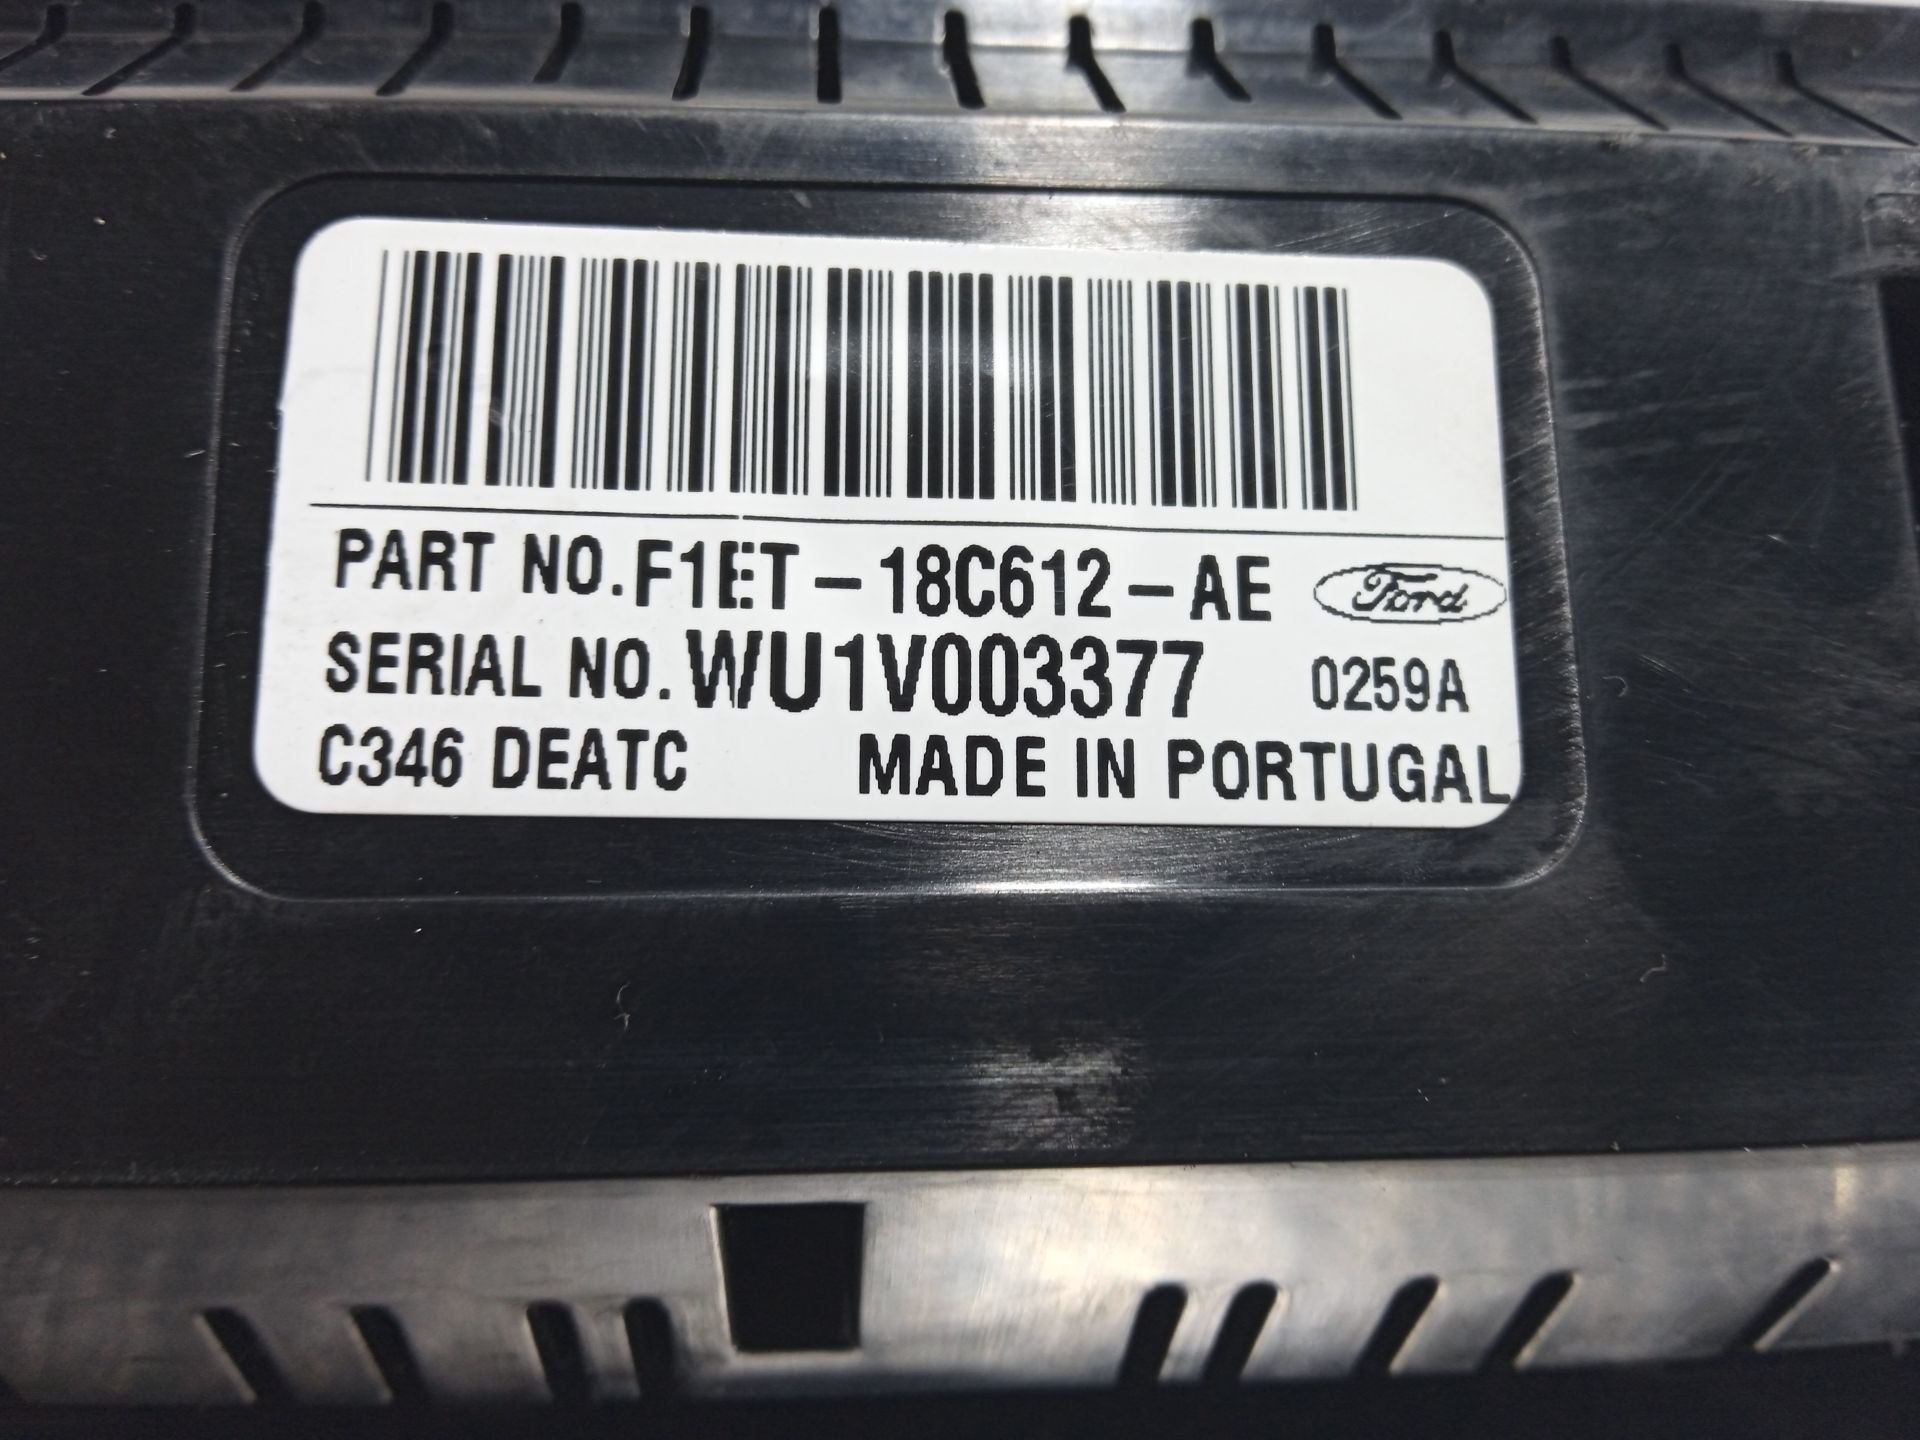 PART NO. F1ET-18C612-AE Ford
SERIAL NO. WU1V003377 0259A
C346 DEATC MADE IN PORTUGAL